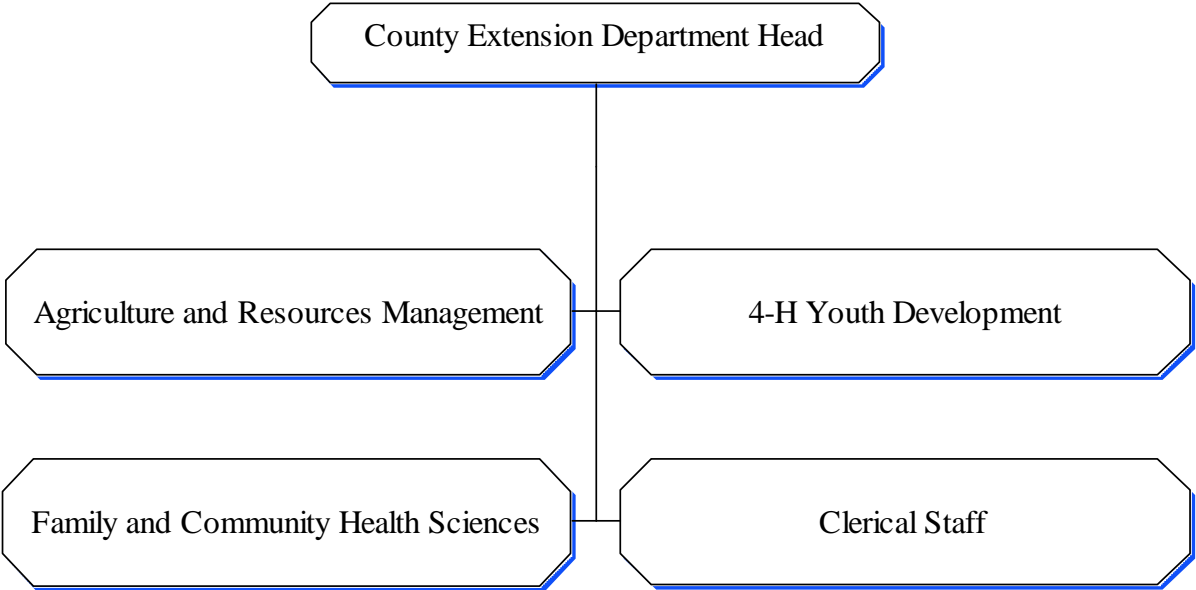 County Extension Department Head
Agriculture and Resources Management
4-H Youth Development
Family and Community Health Sciences
Clerical Staff